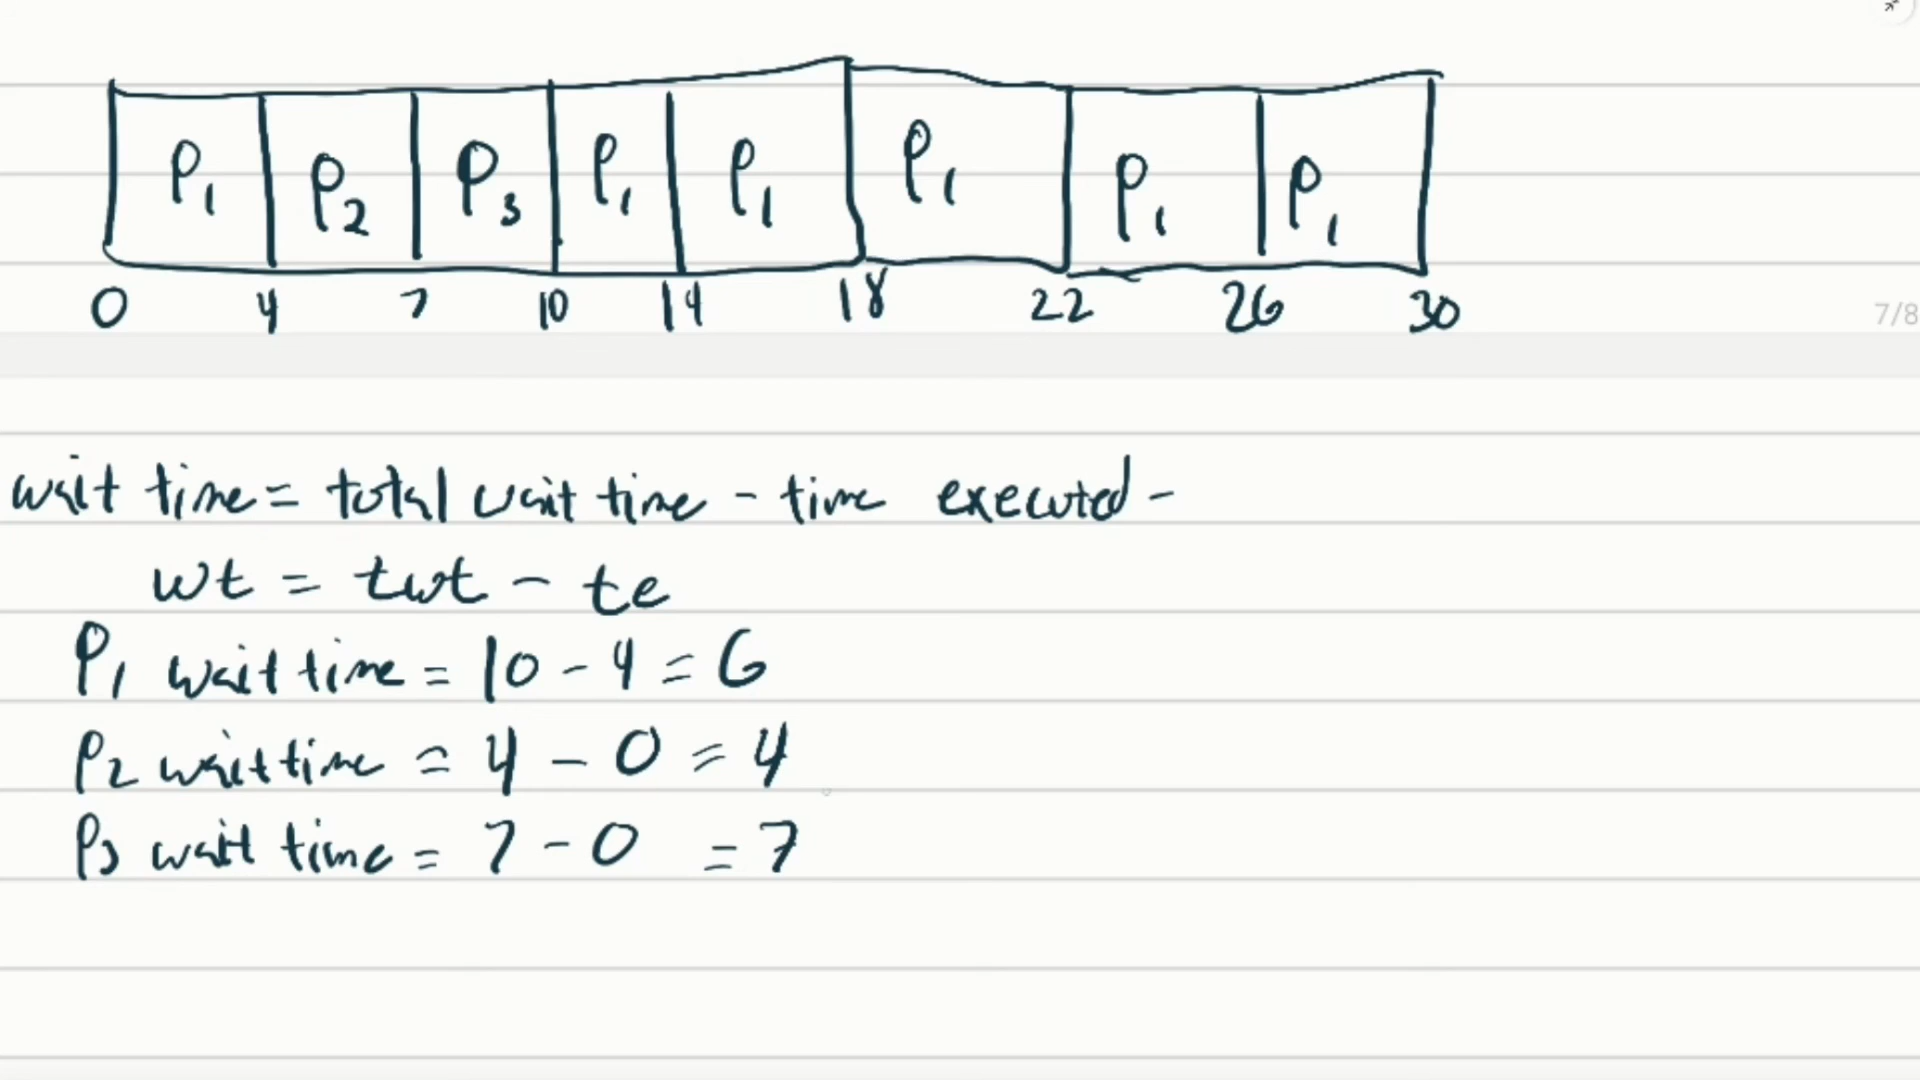 P1 P2 P3 P1 P1 P1 P1 P1
0 4 7 10 14 18 22 26 30
7/8
wait time = total wait time - time executed -
wt = twt - te
P1 wait time = 10 - 4 = 6
P2 wait time = 4 - 0 = 4
P3 wait time = 7 - 0 = 7